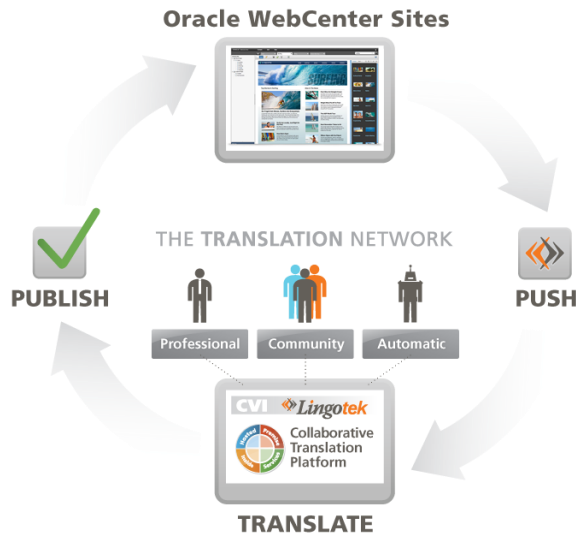 Oracle WebCenter Sites
THE TRANSLATION NETWORK
PUBLISH
PUSH
Professional
Community
Automatic
CVI
Lingotek
Collaborative
Translation
Platform
TRANSLATE